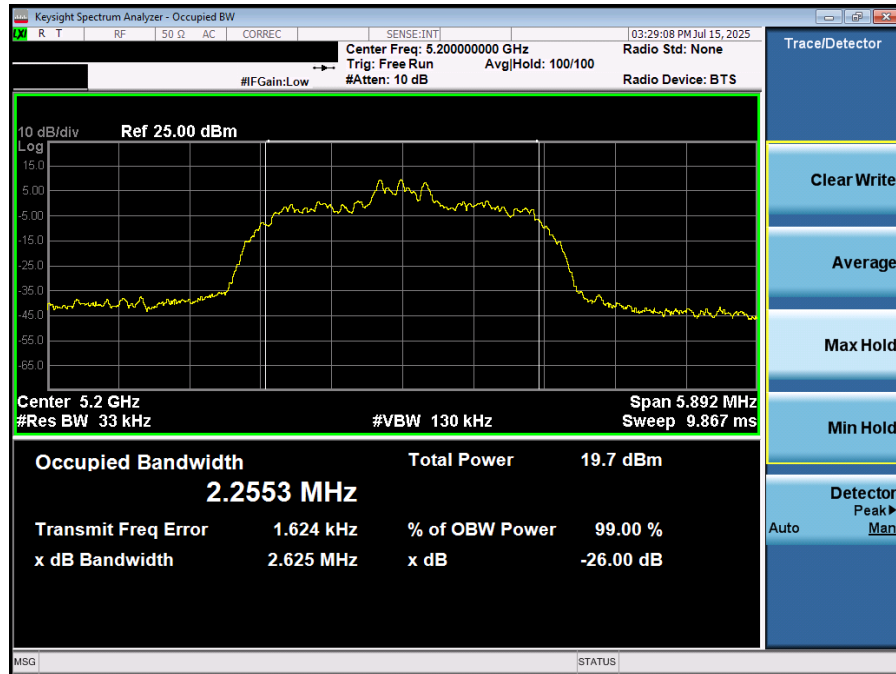 Keysight Spectrum Analyzer - Occupied BW
LXI R T RF 50 Ω AC CORREC SENSE:INT 03:29:08 PM Jul 15, 2025
Center Freq: 5.200000000 GHz Radio Std: None
Trig: Free Run Avg|Hold: 100/100
#IFGain:Low #Atten: 10 dB Radio Device: BTS
Trace/Detector
10 dB/div Ref 25.00 dBm
Log
15.0
5.00
-5.00
-15.0
-25.0
-35.0
-45.0
-55.0
-65.0
Center 5.2 GHz Span 5.892 MHz
#Res BW 33 kHz #VBW 130 kHz Sweep 9.867 ms
Occupied Bandwidth Total Power 19.7 dBm
2.2553 MHz
Transmit Freq Error 1.624 kHz % of OBW Power 99.00 %
x dB Bandwidth 2.625 MHz x dB -26.00 dB
Clear Write
Average
Max Hold
Min Hold
Detector
Peak▶
Auto Man
MSG STATUS